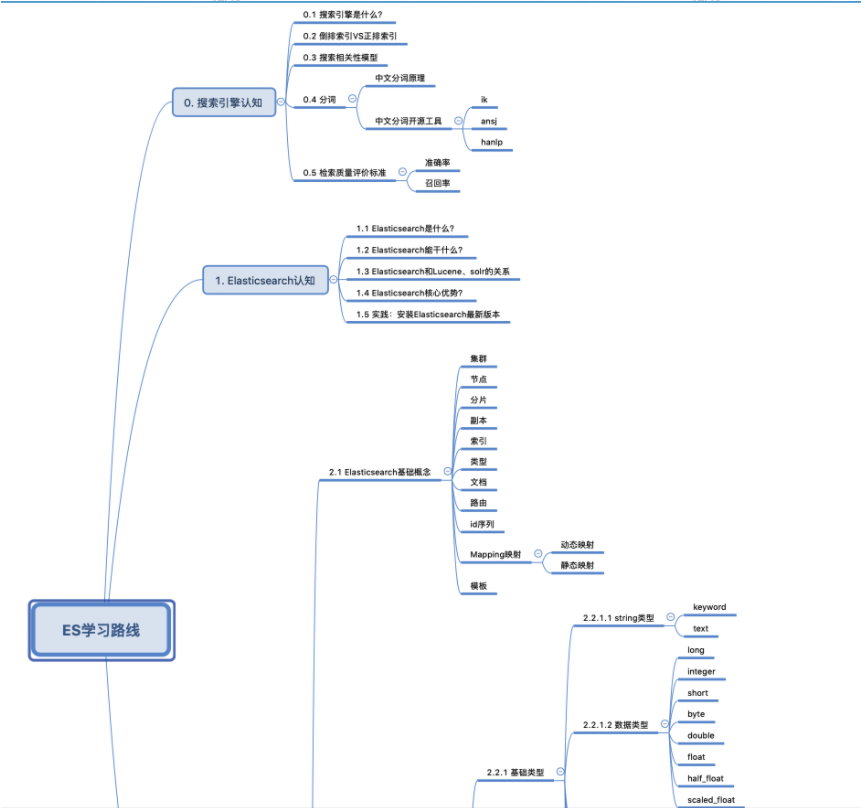 0.1 搜索引擎是什么?
0.2 倒排索引VS正排索引
0.3 搜索相关性模型
中文分词原理
0. 搜索引擎认知
0.4 分词
ik
中文分词开源工具
ansj
hanlp
准确率
0.5 检索质量评价标准
召回率
1.1 Elasticsearch是什么?
1.2 Elasticsearch能干什么?
1.3 Elasticsearch和Lucene、solr的关系
1. Elasticsearch认知
1.4 Elasticsearch核心优势?
1.5 实践：安装Elasticsearch最新版本
集群
节点
分片
副本
索引
类型
2.1 Elasticsearch基础概念
文档
路由
id序列
动态映射
Mapping映射
静态映射
模板
keyword
2.2.1.1 string类型
text
ES学习路线
long
integer
short
byte
2.2.1.2 数据类型
double
float
2.2.1 基础类型
half_float
scaled_float